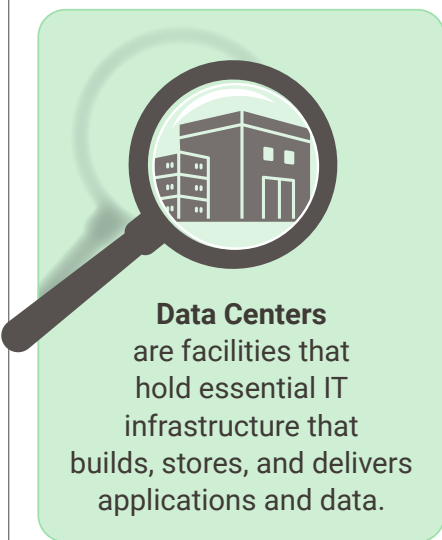 Data Centers
are facilities that
hold essential IT
infrastructure that
builds, stores, and delivers
applications and data.